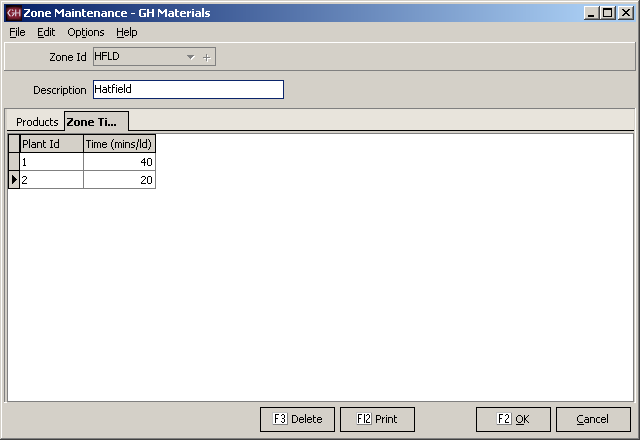 GH Zone Maintenance - GH Materials
File Edit Options Help
Zone Id HFLD
Description Hatfield
Products Zone Ti...
Plant Id Time (mins/ld)
1 40
2 20
F3 Delete F12 Print F2 OK Cancel